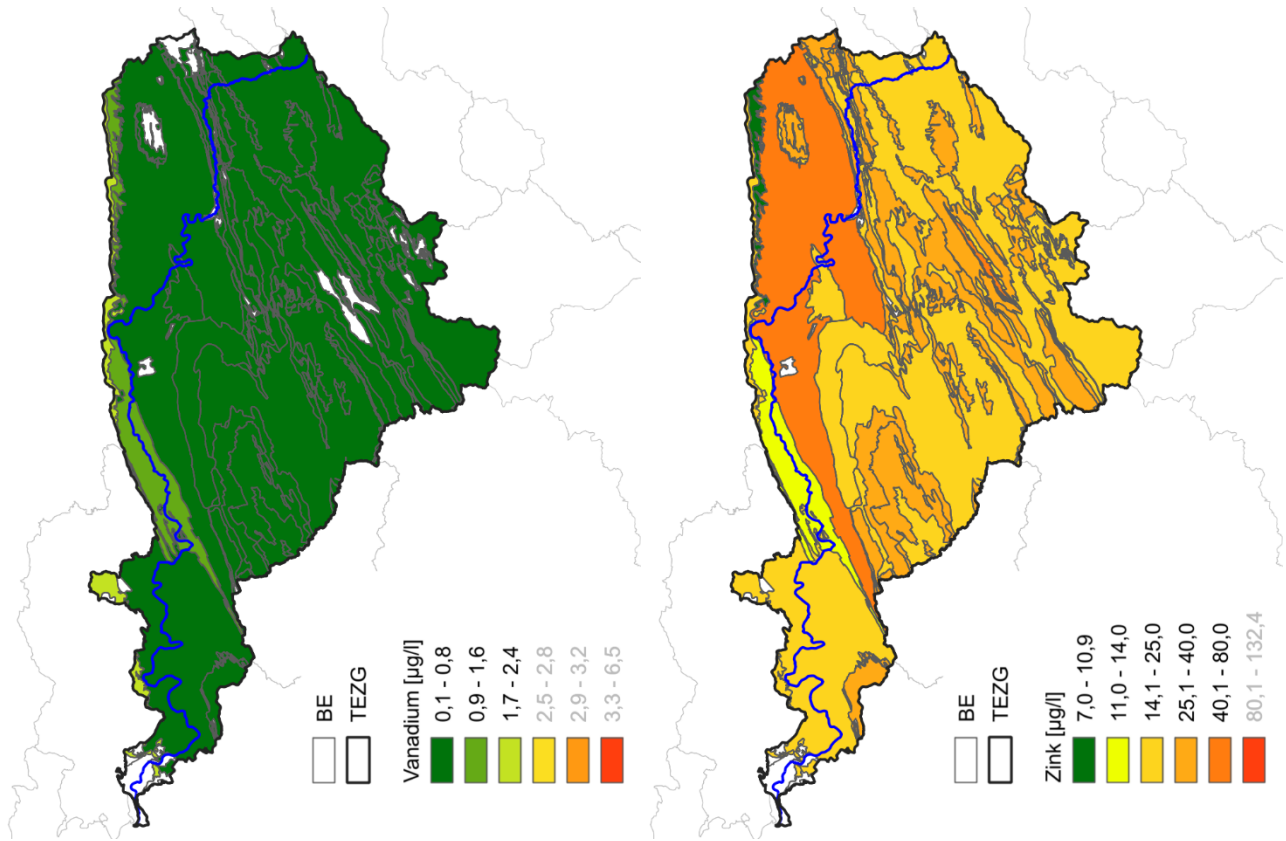 BE
TEZG
Vanadium [µg/l]
0,1 - 0,8
0,9 - 1,6
1,7 - 2,4
2,5 - 2,8
2,9 - 3,2
3,3 - 6,5
BE
TEZG
Zink [µg/l]
7,0 - 10,9
11,0 - 14,0
14,1 - 25,0
25,1 - 40,0
40,1 - 80,0
80,1 - 132,4